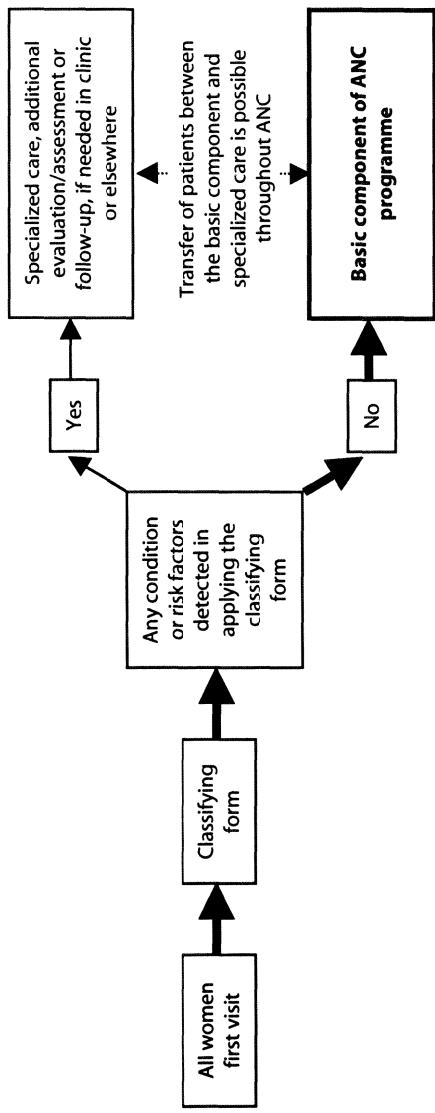 All women
first visit
Classifying
form
Any condition
or risk factors
detected in
applying the
classifying
form
Yes
No
Specialized care, additional
evaluation/assessment or
follow-up, if needed in clinic
or elsewhere
Transfer of patients between
the basic component and
specialized care is possible
throughout ANC
Basic component of ANC
programme